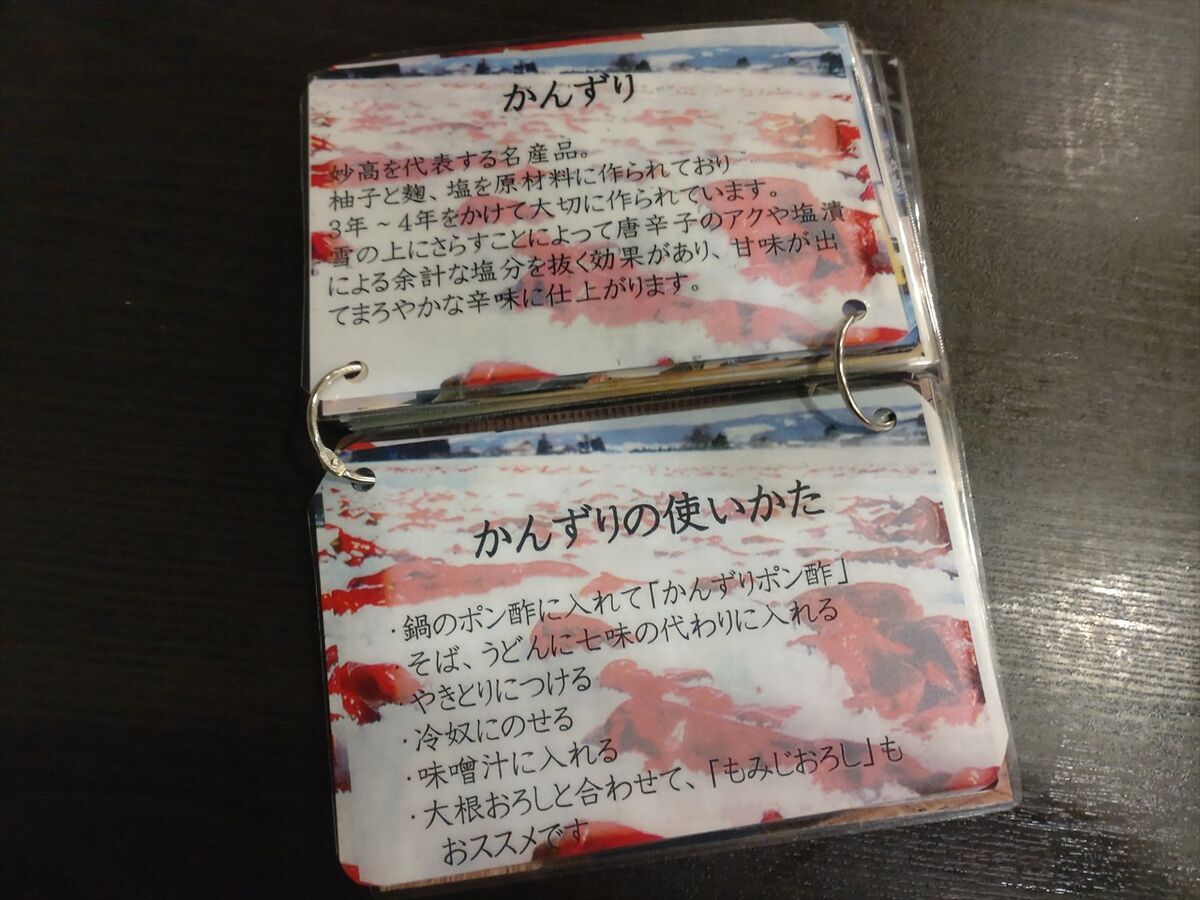 かんずり
妙高を代表する名産品。
柚子と麹、塩を原材料に作られており
3年~4年をかけて大切に作られています。
雪の上にさらすことによって唐辛子のアクや塩漬
による余計な塩分を抜く効果があり、甘味が出
てまろやかな辛味に仕上がります。
かんずりの使いかた
・鍋のポン酢に入れて「かんずりポン酢」
・そば、うどんに七味の代わりに入れる
・やきとりにつける
・冷奴にのせる
・味噌汁に入れる
・大根おろしと合わせて、「もみじおろし」も
おススメです